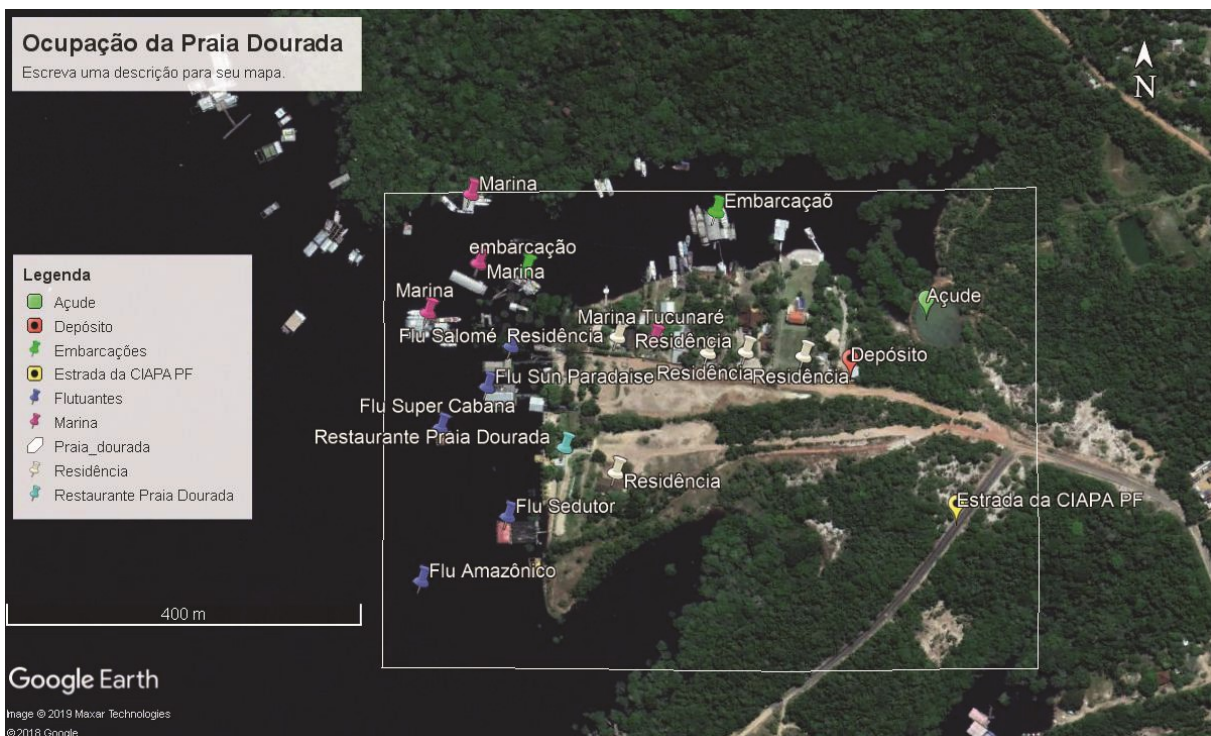 Ocupação da Praia Dourada
Escreva uma descrição para seu mapa.
N
Marina
Embarcaçaõ
embarcação
Marina
Marina
Açude
Marina Tucunaré
Flu Salomé
Residência
Residência
Depósito
Flu Sun Paradaise
Residência
Residência
Flu Super Cabana
Restaurante Praia Dourada
Residência
Estrada da CIAPA PF
Flu Sedutor
Flu Amazônico
Legenda
Açude
Depósito
Embarcações
Estrada da CIAPA PF
Flutuantes
Marina
Praia_dourada
Residência
Restaurante Praia Dourada
400 m
Google Earth
Image © 2019 Maxar Technologies
© 2018 Google